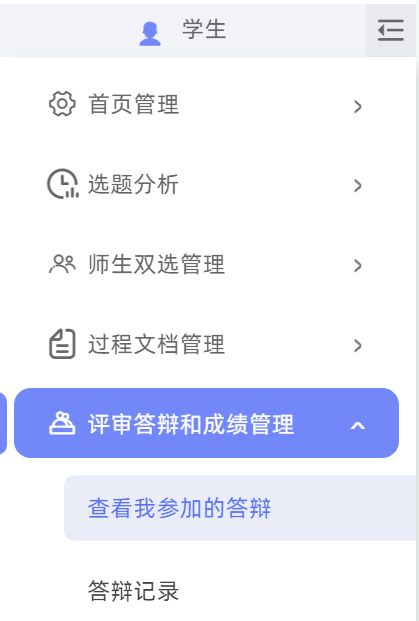 学生
首页管理
选题分析
师生双选管理
过程文档管理
评审答辩和成绩管理
查看我参加的答辩
答辩记录